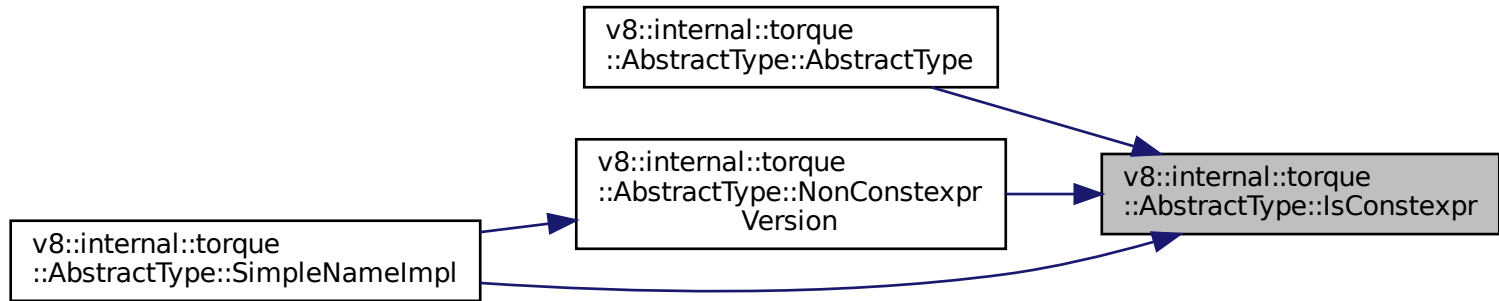 v8::internal::torque
::AbstractType::AbstractType
v8::internal::torque
::AbstractType::NonConstexpr
Version
v8::internal::torque
::AbstractType::IsConstexpr
v8::internal::torque
::AbstractType::SimpleNameImpl